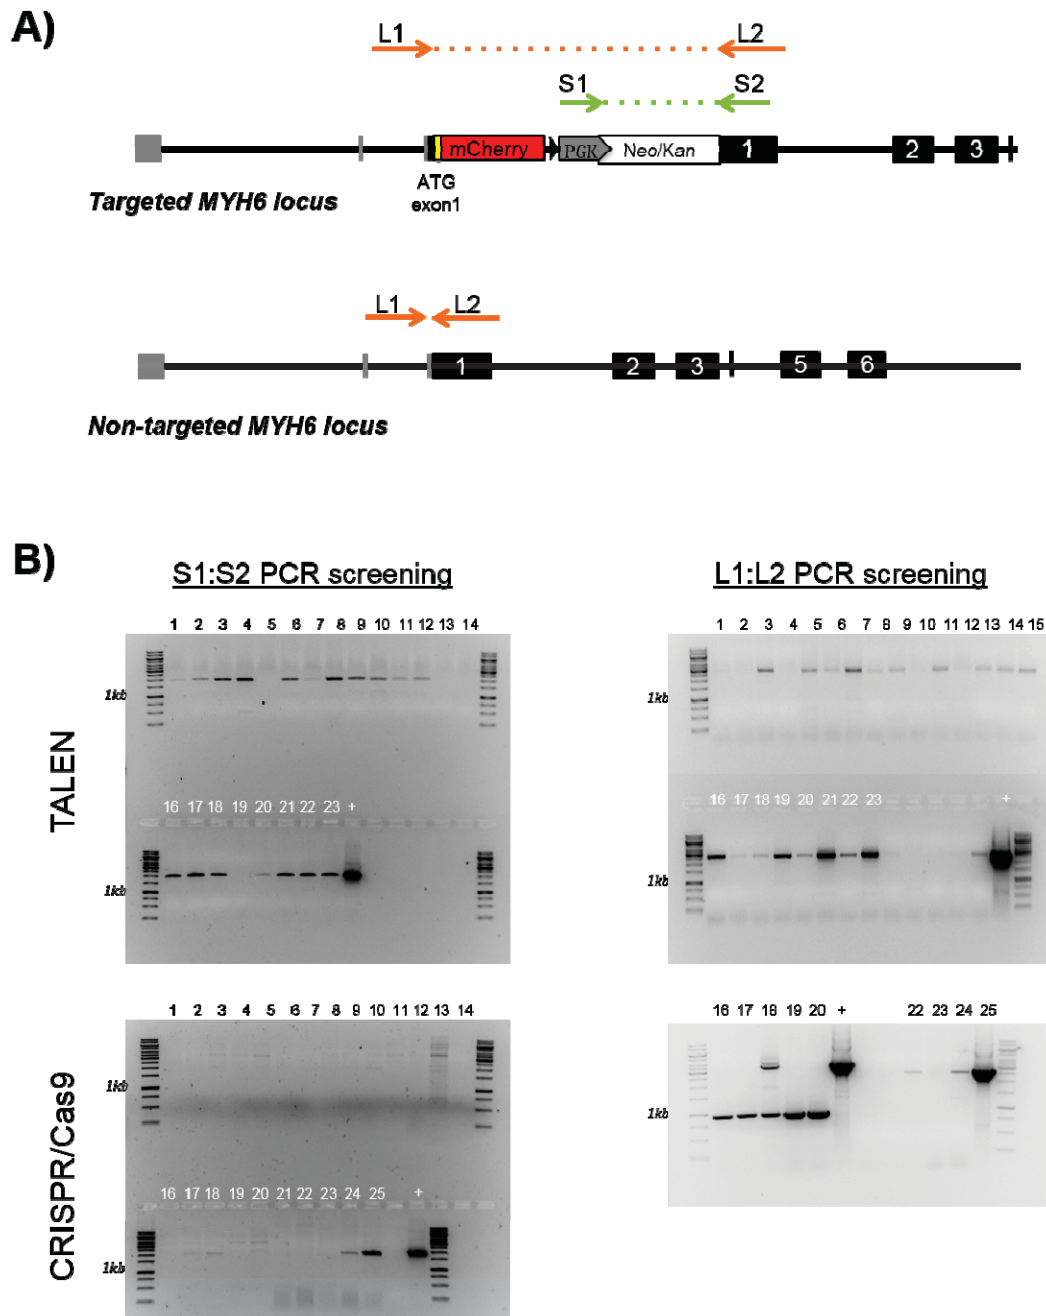 A)
L1 L2
S1 S2
mCherry PGK Neo/Kan 1 2 3
ATG
exon1
Targeted MYH6 locus
L1 L2
1 2 3 5 6
Non-targeted MYH6 locus
B)
S1:S2 PCR screening L1:L2 PCR screening
TALEN
1 2 3 4 5 6 7 8 9 10 11 12 13 14
1kb
16 17 18 19 20 21 22 23 +
1kb
1 2 3 4 5 6 7 8 9 10 11 12 13 14 15
1kb
16 17 18 19 20 21 22 23 +
1kb
CRISPR/Cas9
1 2 3 4 5 6 7 8 9 10 11 12 13 14
1kb
16 17 18 19 20 21 22 23 24 25 +
1kb
16 17 18 19 20 + 22 23 24 25
1kb